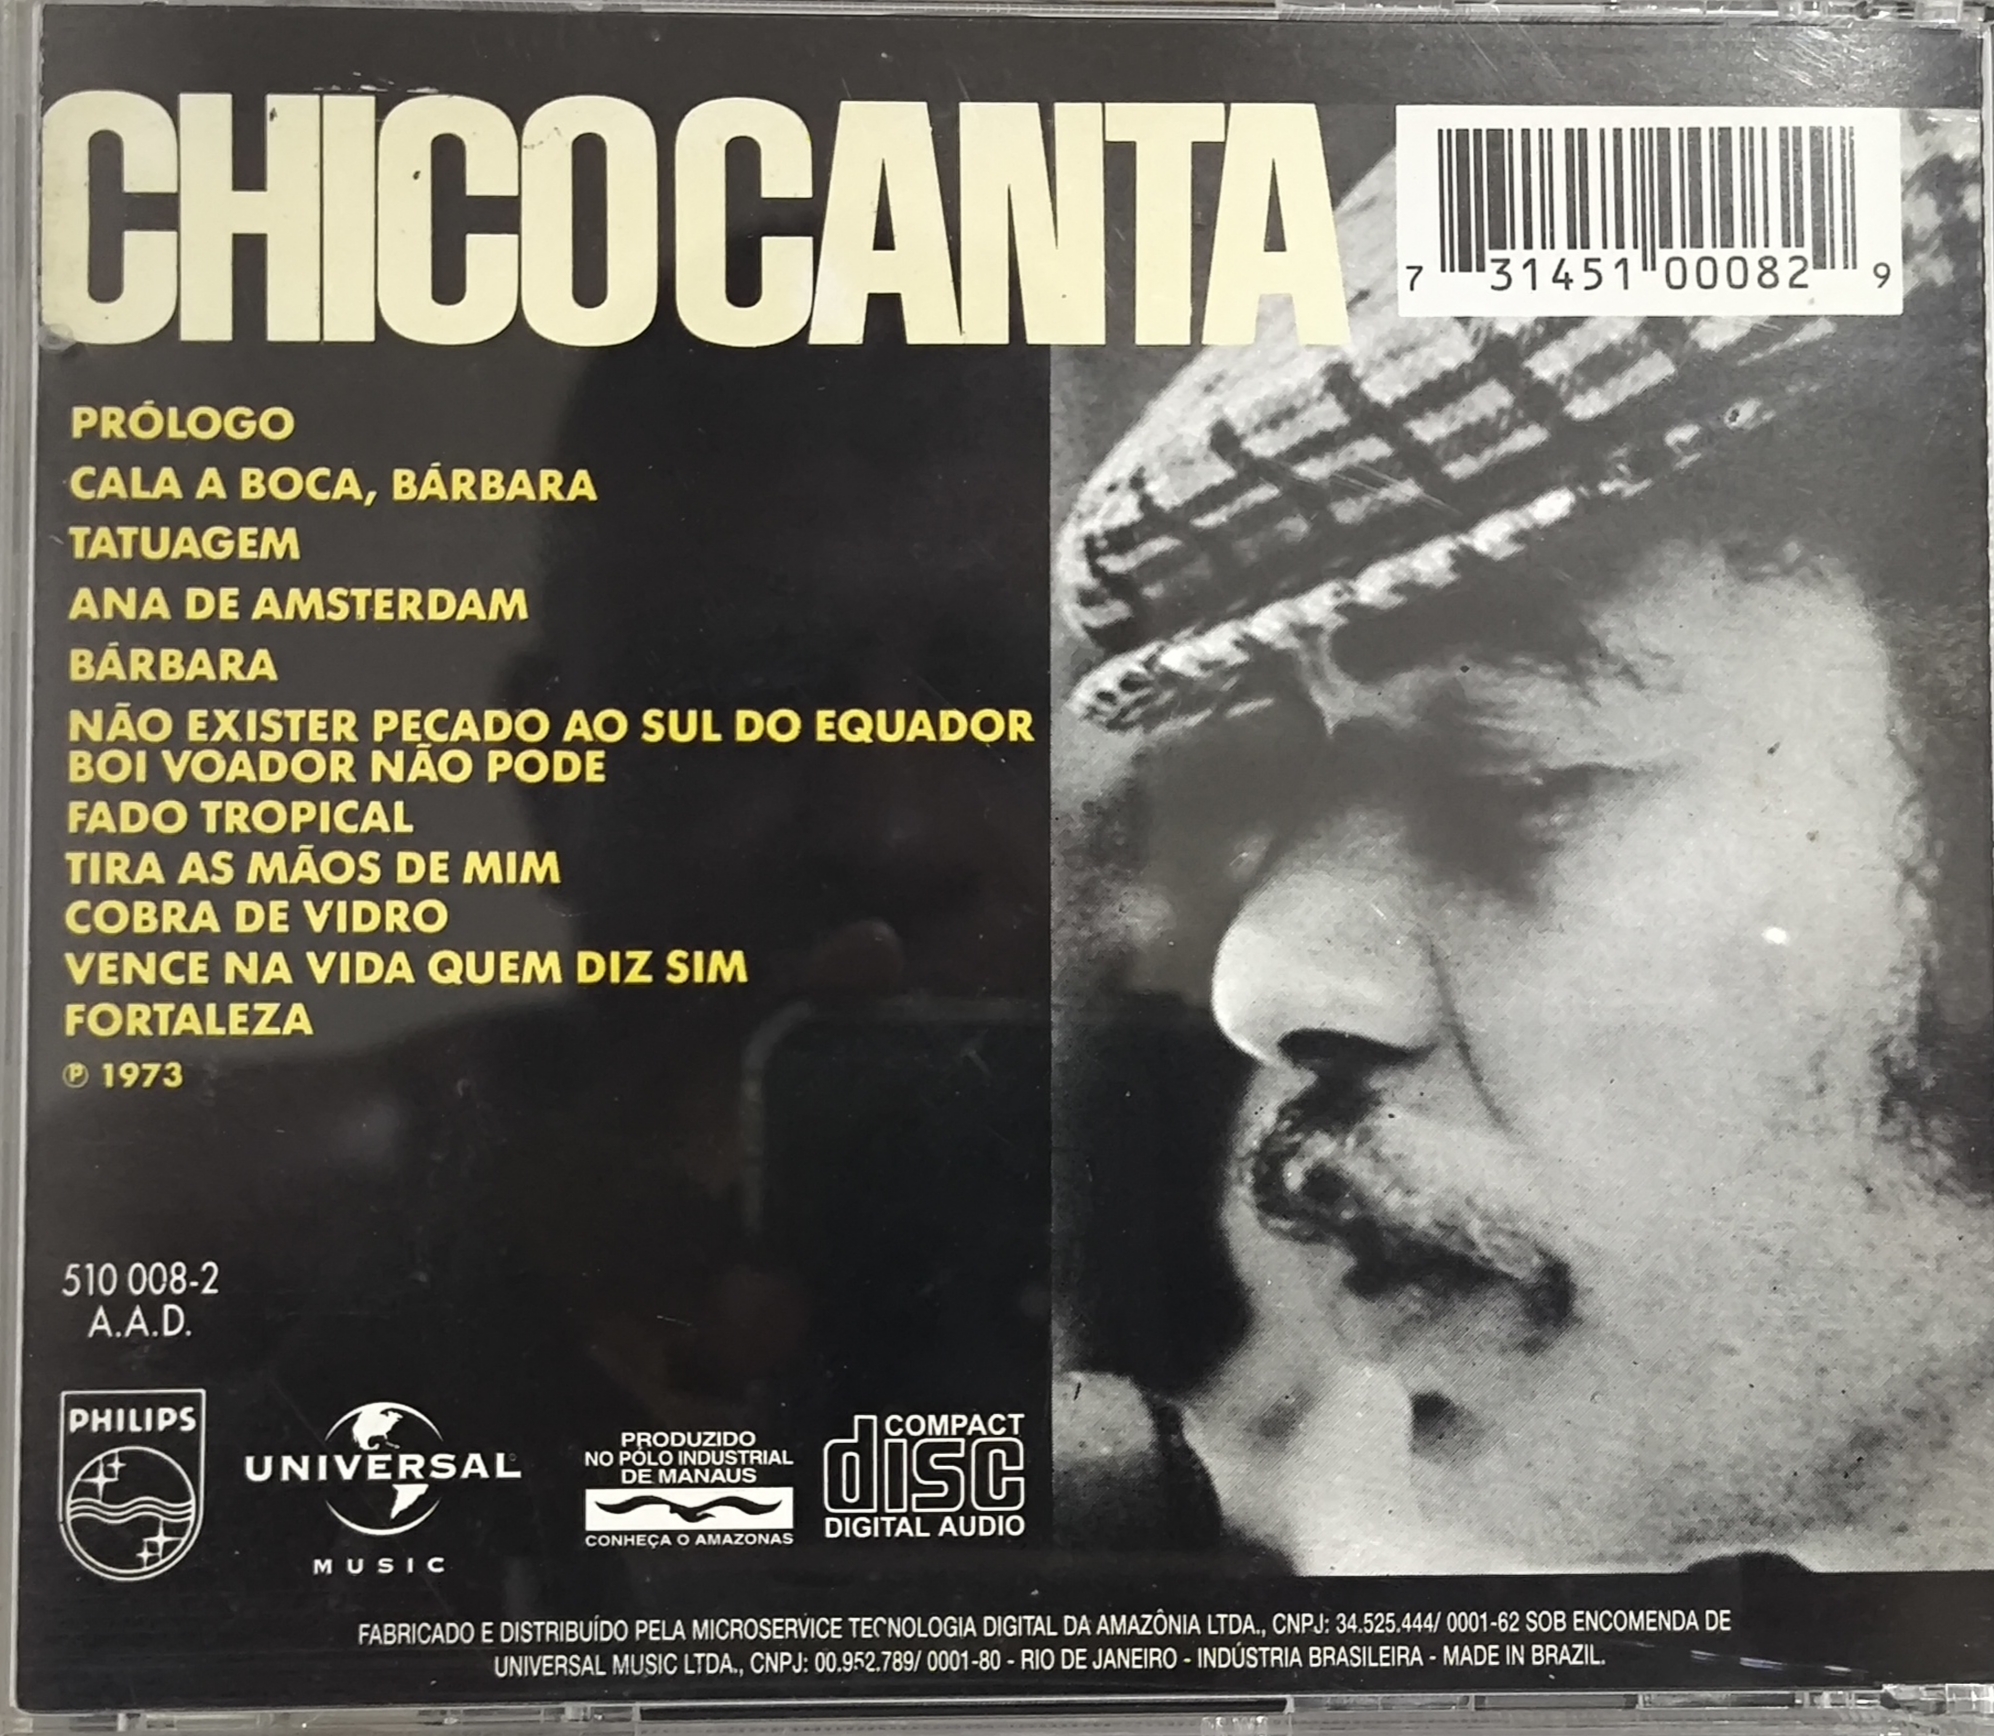 CHICO CANTA
7 31451 00082 9
PRÓLOGO
CALA A BOCA, BÁRBARA
TATUAGEM
ANA DE AMSTERDAM
BÁRBARA
NÃO EXISTER PECADO AO SUL DO EQUADOR
BOI VOADOR NÃO PODE
FADO TROPICAL
TIRA AS MÃOS DE MIM
COBRA DE VIDRO
VENCE NA VIDA QUEM DIZ SIM
FORTALEZA
℗ 1973
510 008-2
A.A.D.
PHILIPS
UNIVERSAL
MUSIC
PRODUZIDO
NO PÓLO INDUSTRIAL
DE MANAUS
CONHEÇA O AMAZONAS
COMPACT
disc
DIGITAL AUDIO
FABRICADO E DISTRIBUÍDO PELA MICROSERVICE TECNOLOGIA DIGITAL DA AMAZÔNIA LTDA., CNPJ: 34.525.444/ 0001-62 SOB ENCOMENDA DE
UNIVERSAL MUSIC LTDA., CNPJ: 00.952.789/ 0001-80 - RIO DE JANEIRO - INDÚSTRIA BRASILEIRA - MADE IN BRAZIL.